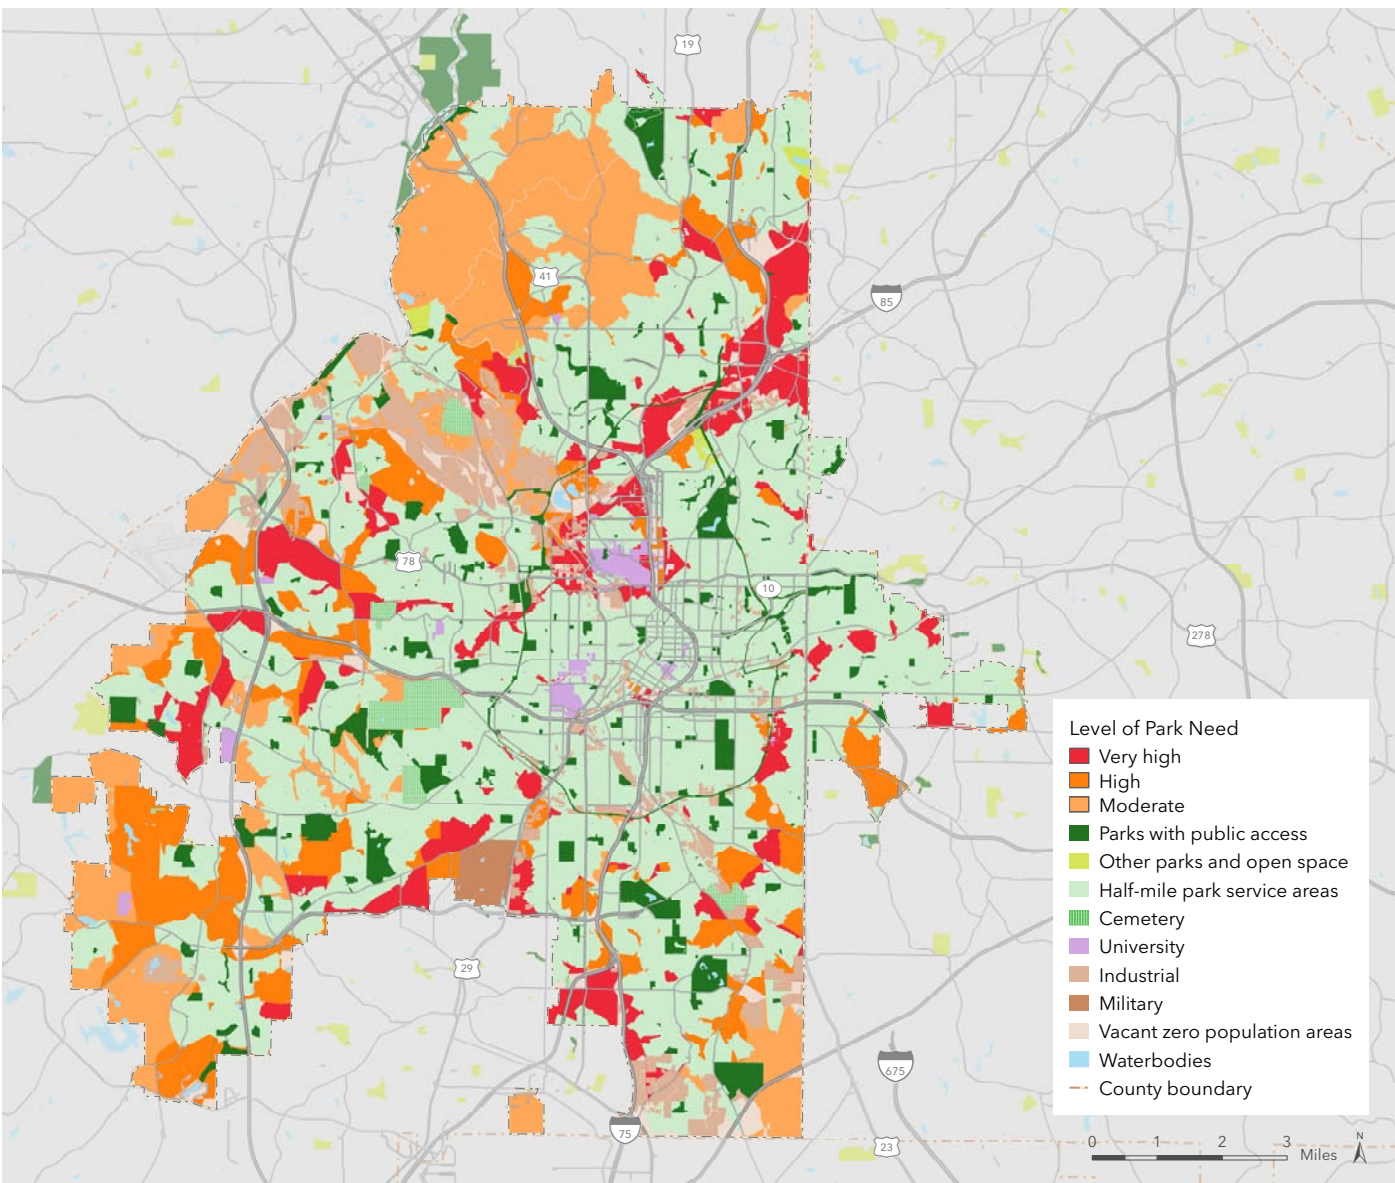 19
41
85
78
10
278
29
675
75
23
Level of Park Need
Very high
High
Moderate
Parks with public access
Other parks and open space
Half-mile park service areas
Cemetery
University
Industrial
Military
Vacant zero population areas
Waterbodies
County boundary
0 1 2 3 Miles N